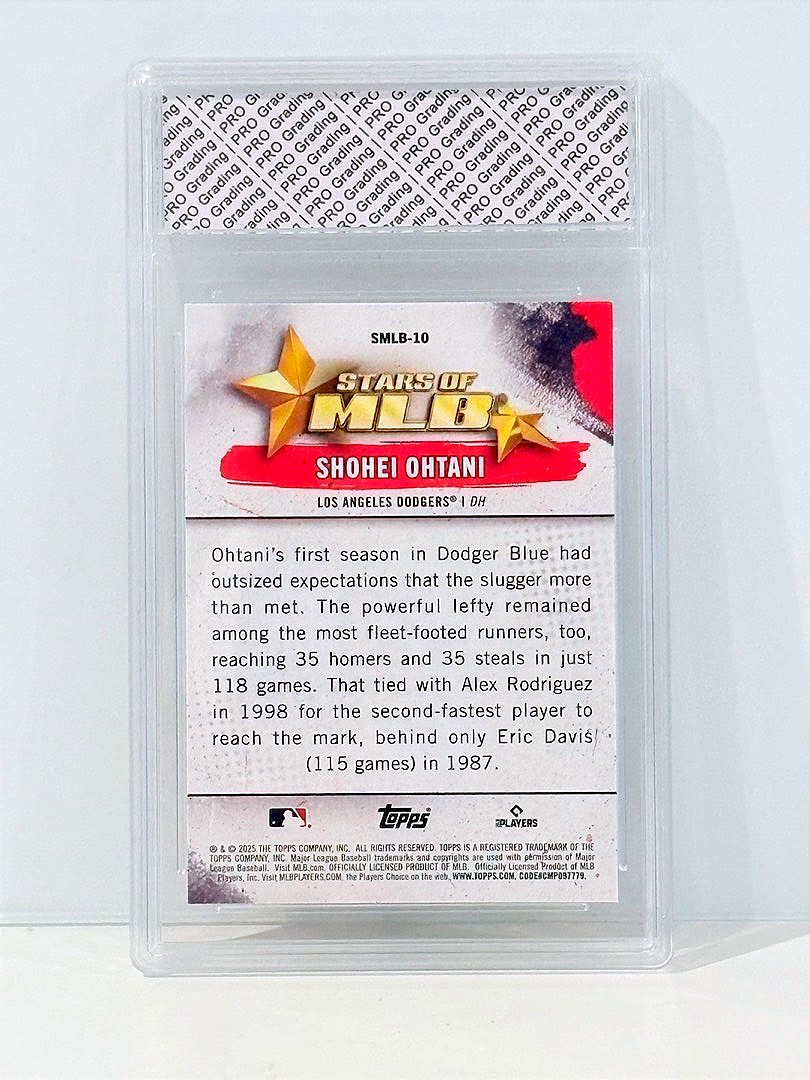 PRO Grading | PRO Grading | PRO Grading | PRO Grading
SMLB-10
STARS OF
MLB®
SHOHEI OHTANI
LOS ANGELES DODGERS® | DH
Ohtani's first season in Dodger Blue had
outsized expectations that the slugger more
than met. The powerful lefty remained
among the most fleet-footed runners, too,
reaching 35 homers and 35 steals in just
118 games. That tied with Alex Rodriguez
in 1998 for the second-fastest player to
reach the mark, behind only Eric Davis
(115 games) in 1987.
Topps®
MLB PLAYERS
® & © 2025 THE TOPPS COMPANY, INC. ALL RIGHTS RESERVED. TOPPS IS A REGISTERED TRADEMARK OF THE
TOPPS COMPANY, INC. Major League Baseball trademarks and copyrights are used with permission of Major
League Baseball. Visit MLB.com. OFFICIALLY LICENSED PRODUCT OF MLB. Officially Licensed Product of MLB
Players, Inc. Visit MLBPLAYERS.COM, the Players Choice on the web. WWW.TOPPS.COM. CODE#CMP097779.